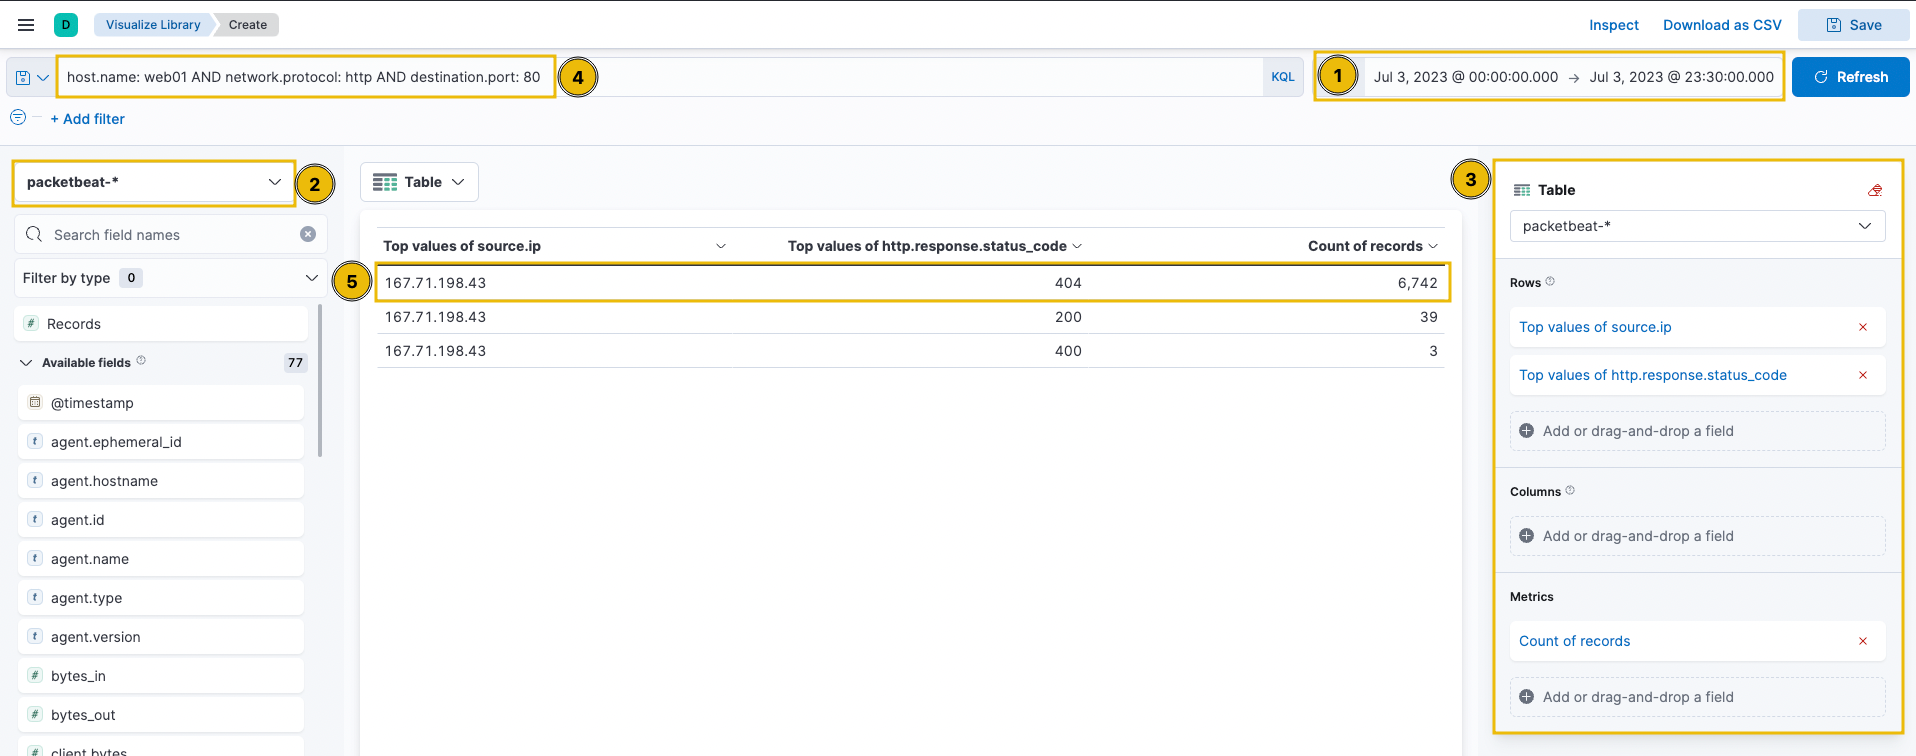 D Visualize Library Create Inspect Download as CSV Save
host.name: web01 AND network.protocol: http AND destination.port: 80 4 KQL 1 Jul 3, 2023 @ 00:00:00.000 → Jul 3, 2023 @ 23:30:00.000 Refresh
+ Add filter
packetbeat-* 2
Search field names
Filter by type 0
# Records
Available fields 77
@timestamp
t agent.ephemeral_id
t agent.hostname
t agent.id
t agent.name
t agent.type
t agent.version
# bytes_in
# bytes_out
# client.bytes
Table
Top values of source.ip Top values of http.response.status_code Count of records
5 167.71.198.43 404 6,742
167.71.198.43 200 39
167.71.198.43 400 3
3 Table
packetbeat-*
Rows
Top values of source.ip
Top values of http.response.status_code
Add or drag-and-drop a field
Columns
Add or drag-and-drop a field
Metrics
Count of records
Add or drag-and-drop a field